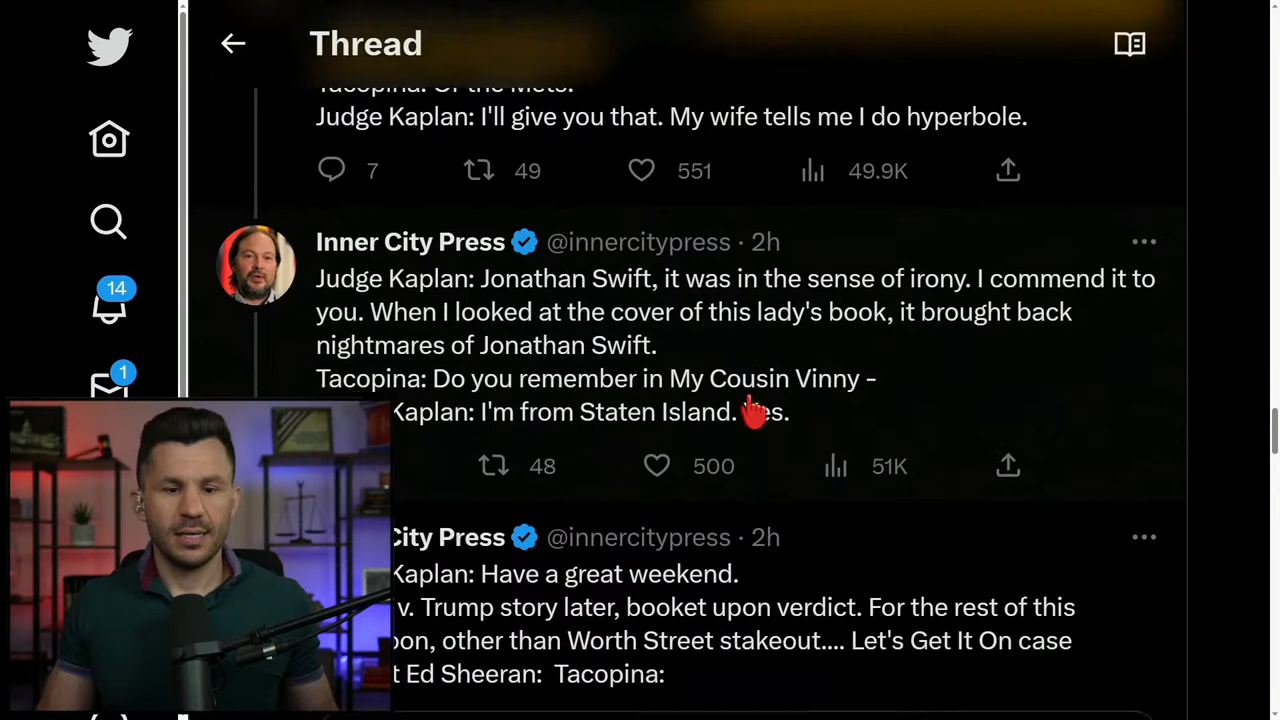 Thread
Tacopina: Of the Mets.
Judge Kaplan: I'll give you that. My wife tells me I do hyperbole.
7 49 551 49.9K
Inner City Press @innercitypress · 2h
Judge Kaplan: Jonathan Swift, it was in the sense of irony. I commend it to
you. When I looked at the cover of this lady's book, it brought back
nightmares of Jonathan Swift.
Tacopina: Do you remember in My Cousin Vinny -
Kaplan: I'm from Staten Island.
48 500 51K
City Press @innercitypress · 2h
Kaplan: Have a great weekend.
v. Trump story later, booket upon verdict. For the rest of this
other than Worth Street stakeout.... Let's Get It On case
Ed Sheeran: Tacopina:
14
1